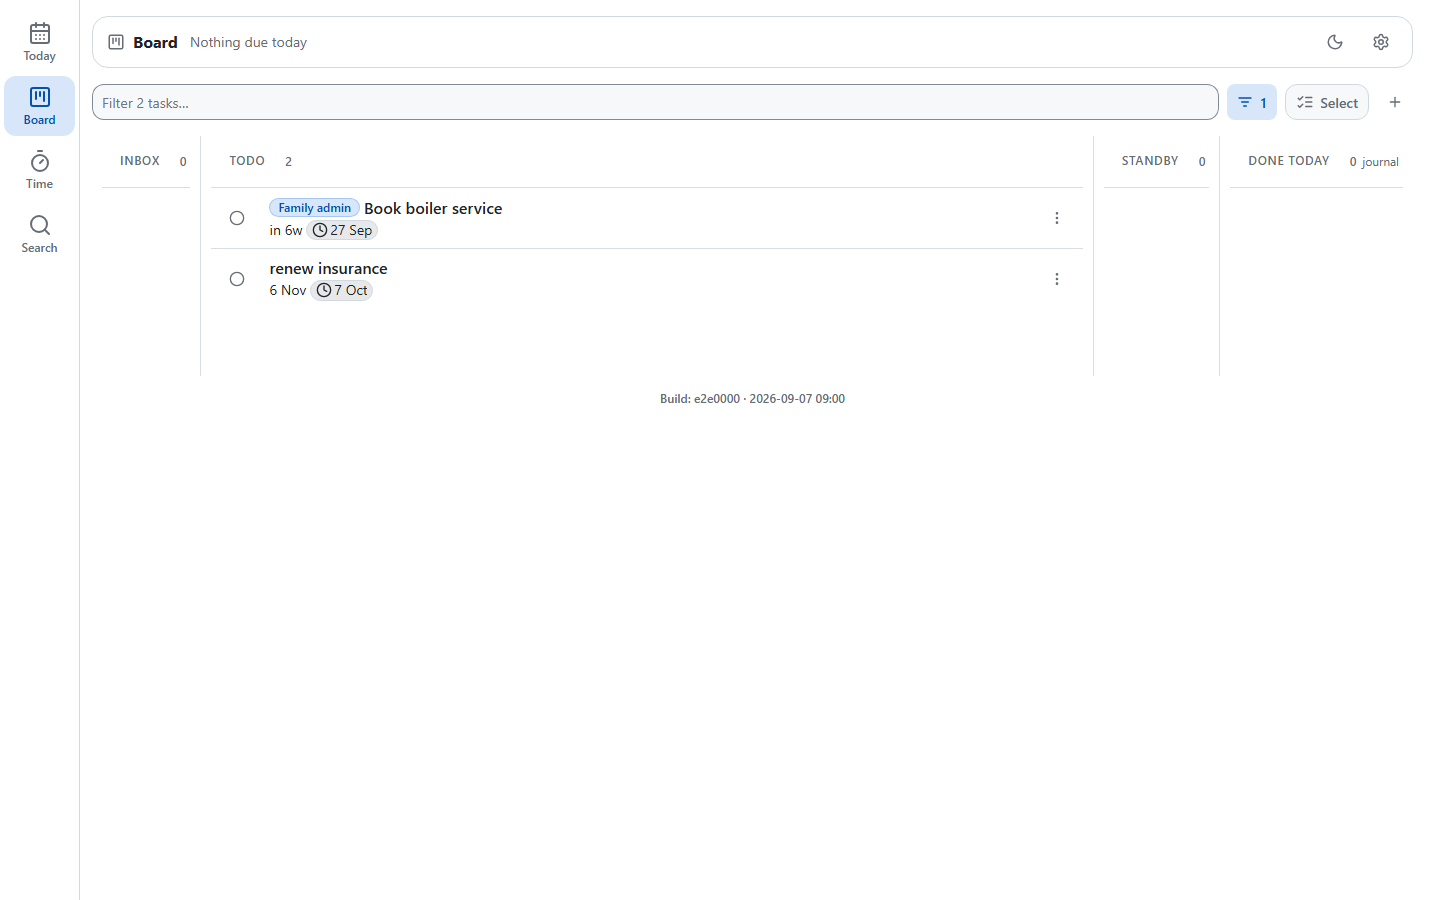 Today
Board
Time
Search
Board Nothing due today
Filter 2 tasks...
1
Select
INBOX 0
TODO 2
STANDBY 0
DONE TODAY 0 journal
Family admin Book boiler service
in 6w 27 Sep
renew insurance
6 Nov 7 Oct
Build: e2e0000 · 2026-09-07 09:00